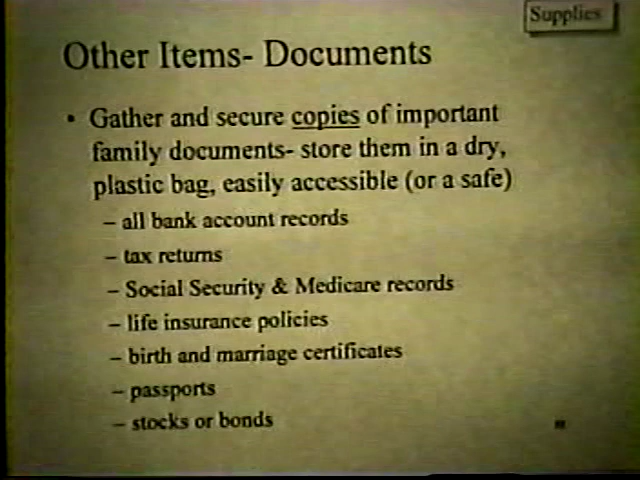 Supplies
Other Items- Documents
• Gather and secure copies of important
family documents- store them in a dry,
plastic bag, easily accessible (or a safe)
– all bank account records
– tax returns
– Social Security & Medicare records
– life insurance policies
– birth and marriage certificates
– passports
– stocks or bonds